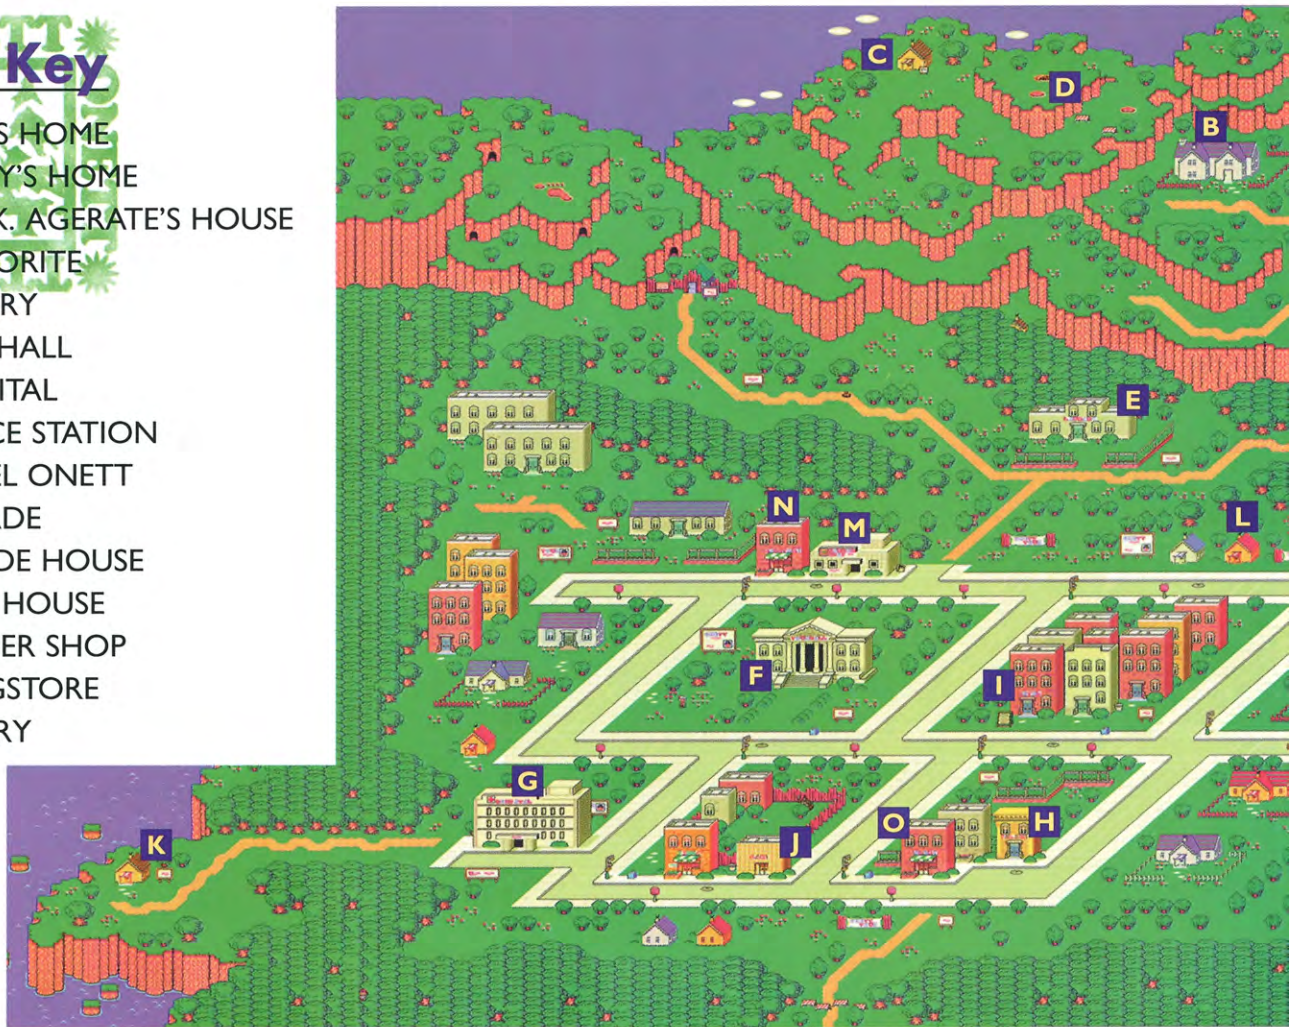 Key
S HOME
Y'S HOME
K. AGERATE'S HOUSE
ORITE
RY
HALL
ITAL
CE STATION
EL ONETT
DE
DE HOUSE
HOUSE
ER SHOP
GSTORE
RY
C
D
B
E
N
M
L
F
I
G
K
J
O
H